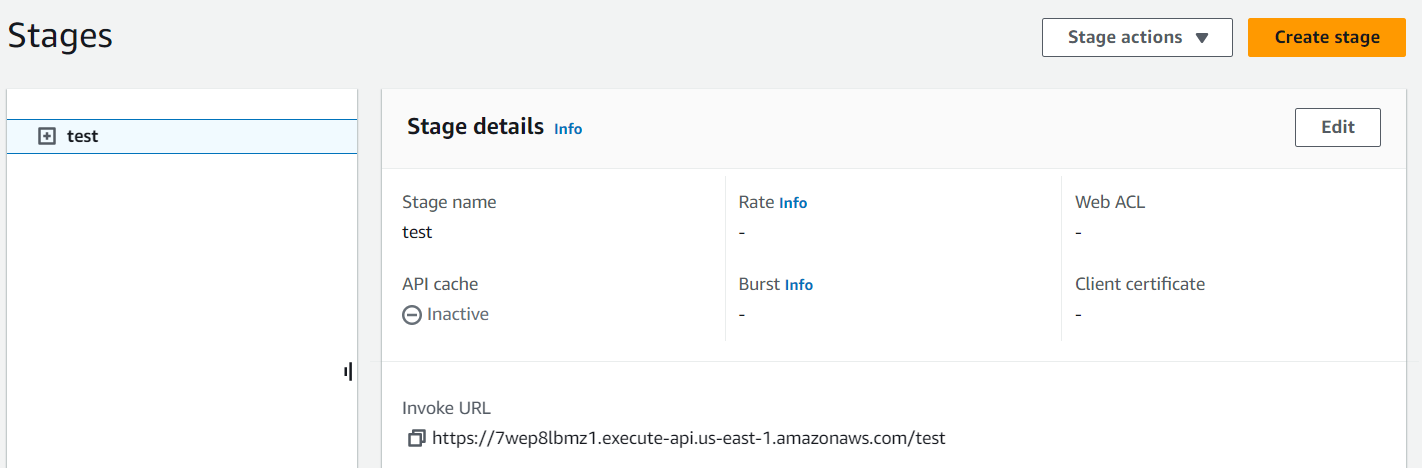 Stages
Stage actions
Create stage
test
Stage details Info
Edit
Stage name
test
Rate Info
-
Web ACL
-
API cache
Inactive
Burst Info
-
Client certificate
-
Invoke URL
https://7wep8lbmz1.execute-api.us-east-1.amazonaws.com/test